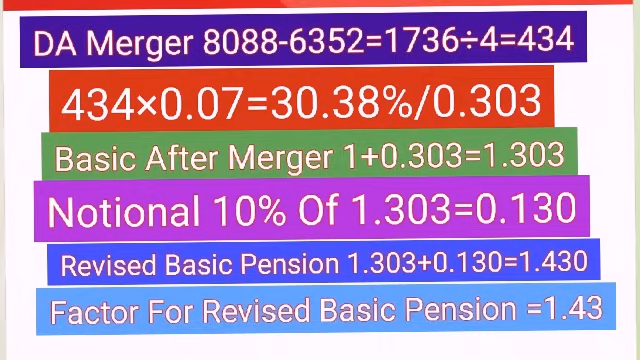 DA Merger 8088-6352=1736÷4=434
434×0.07=30.38%/0.303
Basic After Merger 1+0.303=1.303
Notional 10% Of 1.303=0.130
Revised Basic Pension 1.303+0.130=1.430
Factor For Revised Basic Pension =1.43